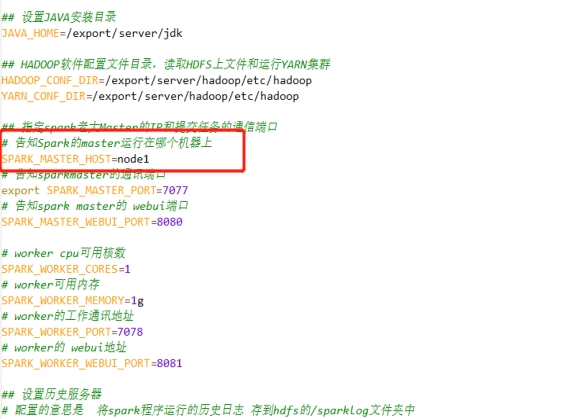 ## 设置JAVA安装目录
JAVA_HOME=/export/server/jdk
## HADOOP软件配置文件目录，读取HDFS上文件和运行YARN集群
HADOOP_CONF_DIR=/export/server/hadoop/etc/hadoop
YARN_CONF_DIR=/export/server/hadoop/etc/hadoop
## 指定spark老大Master的IP和提交任务的通信端口
# 告知Spark的master运行在哪个机器上
SPARK_MASTER_HOST=node1
# 告知sparkmaster的通讯端口
export SPARK_MASTER_PORT=7077
# 告知spark master的 webui端口
SPARK_MASTER_WEBUI_PORT=8080
# worker cpu可用核数
SPARK_WORKER_CORES=1
# worker可用内存
SPARK_WORKER_MEMORY=1g
# worker的工作通讯地址
SPARK_WORKER_PORT=7078
# worker的 webui地址
SPARK_WORKER_WEBUI_PORT=8081
## 设置历史服务器
# 配置的意思是  将spark程序运行的历史日志 存到hdfs的/sparklog文件夹中